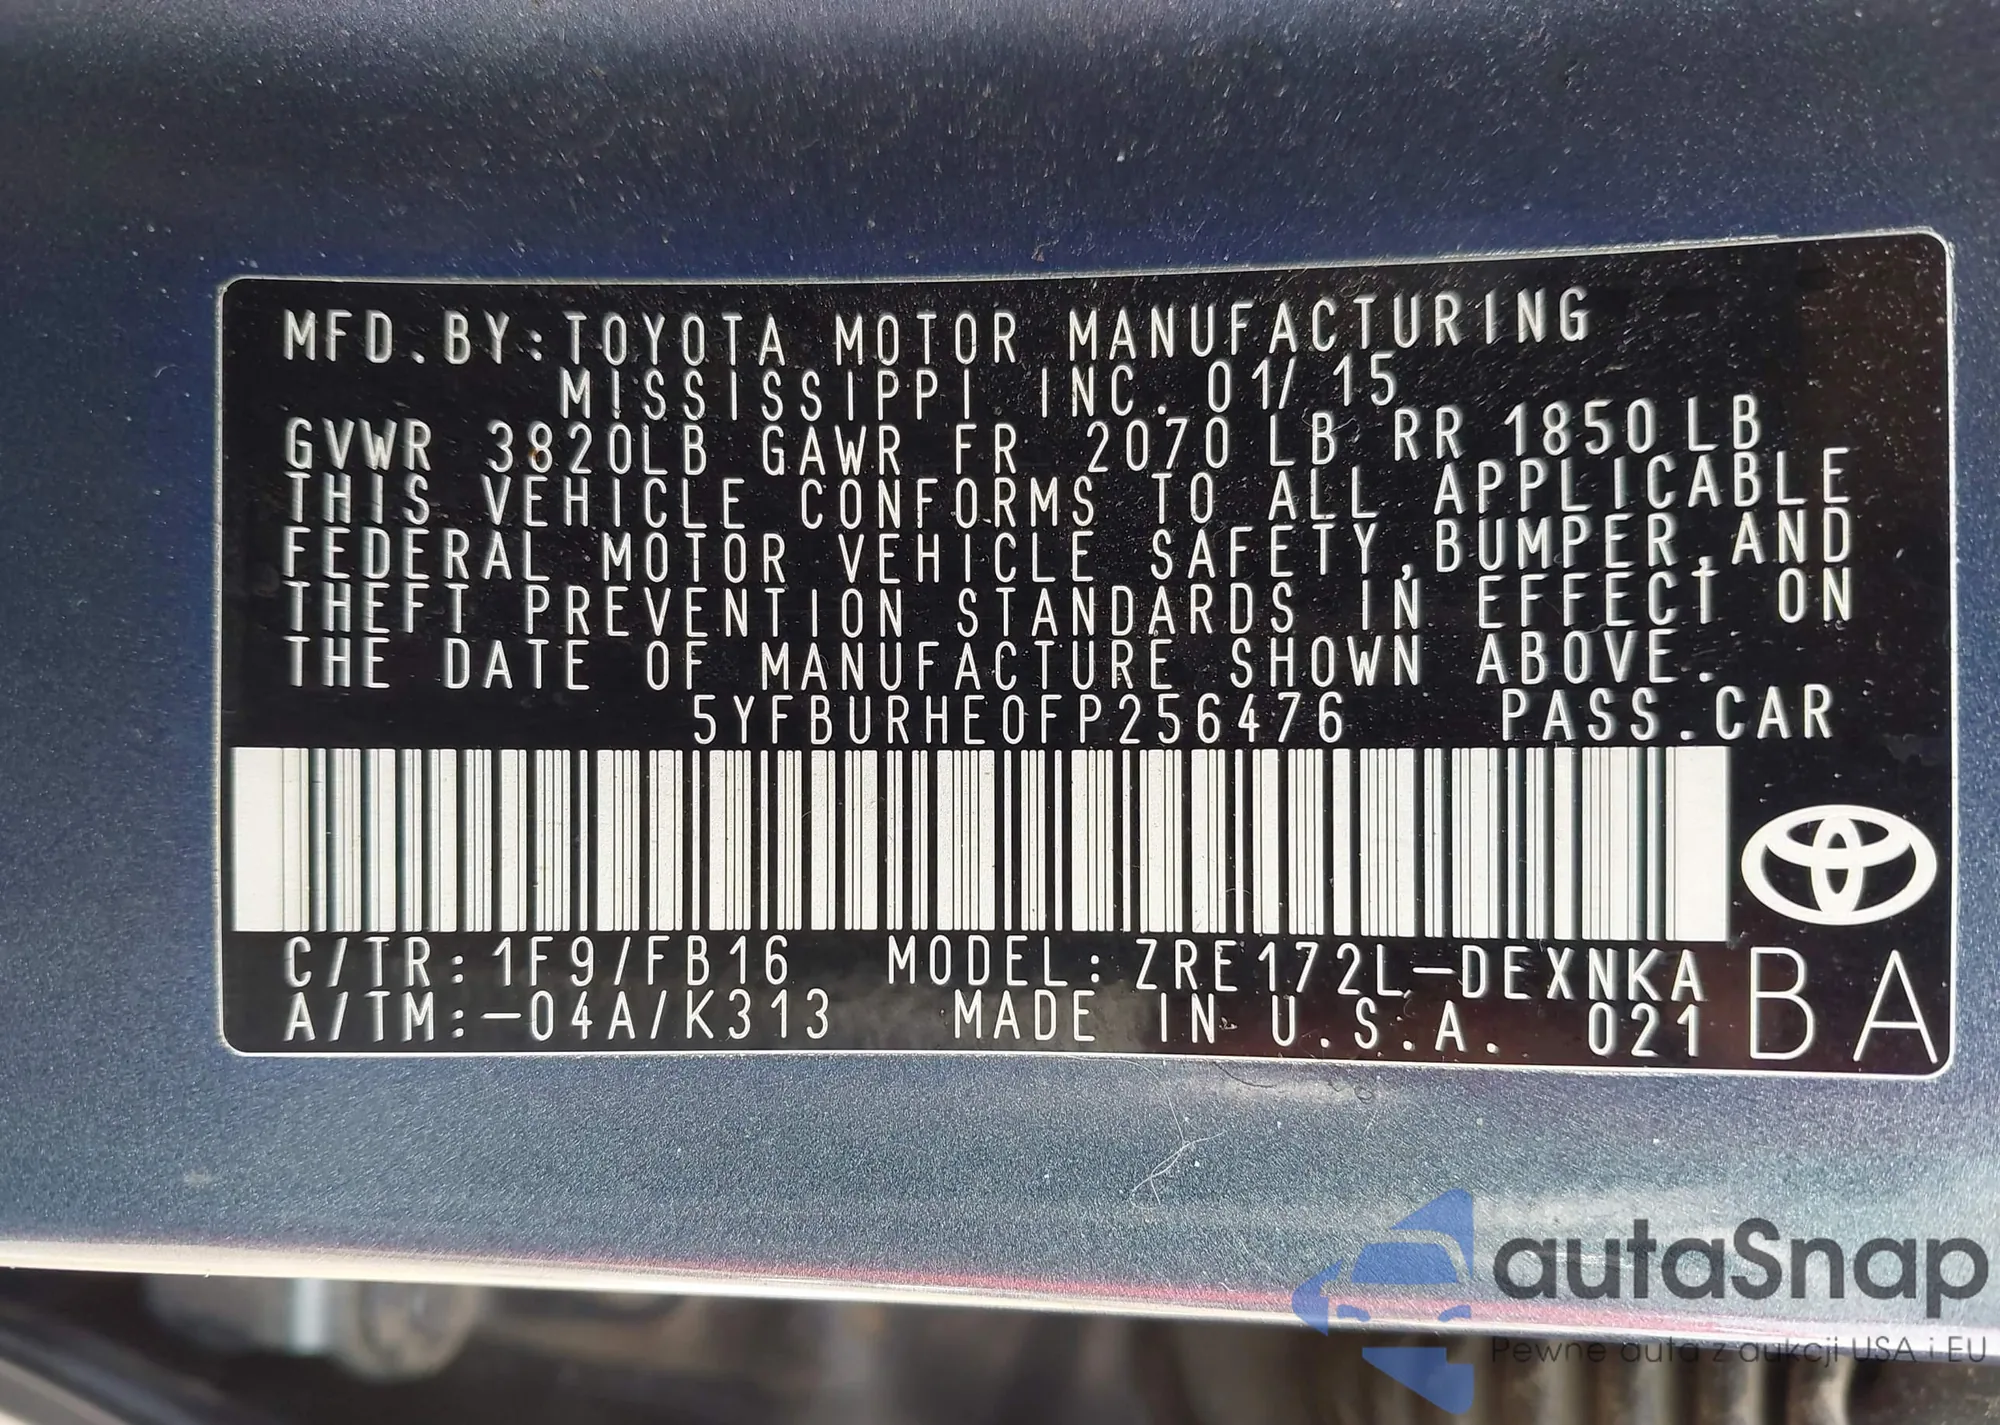 MFD.BY:TOYOTA MOTOR MANUFACTURING
MISSISSIPPI INC. 01/15
GVWR 3820LB GAWR FR 2070 LB RR 1850LB
THIS VEHICLE CONFORMS TO ALL APPLICABLE
FEDERAL MOTOR VEHICLE SAFETY,BUMPER,AND
THEFT PREVENTION STANDARDS IN EFFECT ON
THE DATE OF MANUFACTURE SHOWN ABOVE.
5YFBURHE0FP256476 PASS.CAR
C/TR:1F9/FB16 MODEL:ZRE172L-DEXNKA
A/TM:-04A/K313 MADE IN U.S.A. 021
BA
autaSnap
Pewne auta z aukcji USA i EU